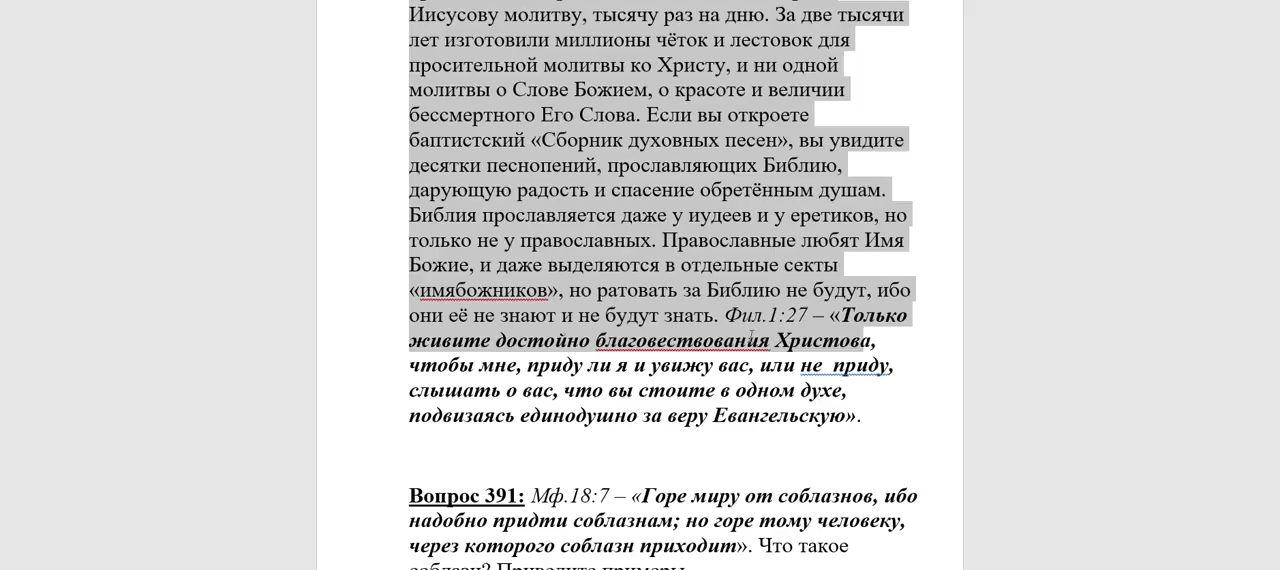 Иисусову молитву, тысячу раз на дню. За две тысячи
лет изготовили миллионы чёток и лестовок для
просительной молитвы ко Христу, и ни одной
молитвы о Слове Божием, о красоте и величии
бессмертного Его Слова. Если вы откроете
баптистский «Сборник духовных песен», вы увидите
десятки песнопений, прославляющих Библию,
дарующую радость и спасение обретённым душам.
Библия прославляется даже у иудеев и у еретиков, но
только не у православных. Православные любят Имя
Божие, и даже выделяются в отдельные секты
«имябожников», но ратовать за Библию не будут, ибо
они её не знают и не будут знать. Фил.1:27 – «Только
живите достойно благовествования Христова,
чтобы мне, приду ли я и увижу вас, или не  приду,
слышать о вас, что вы стоите в одном духе,
подвизаясь единодушно за веру Евангельскую».
Вопрос 391: Мф.18:7 – «Горе миру от соблазнов, ибо
надобно придти соблазнам; но горе тому человеку,
через которого соблазн приходит». Что такое
соблазн? Приведите примеры.